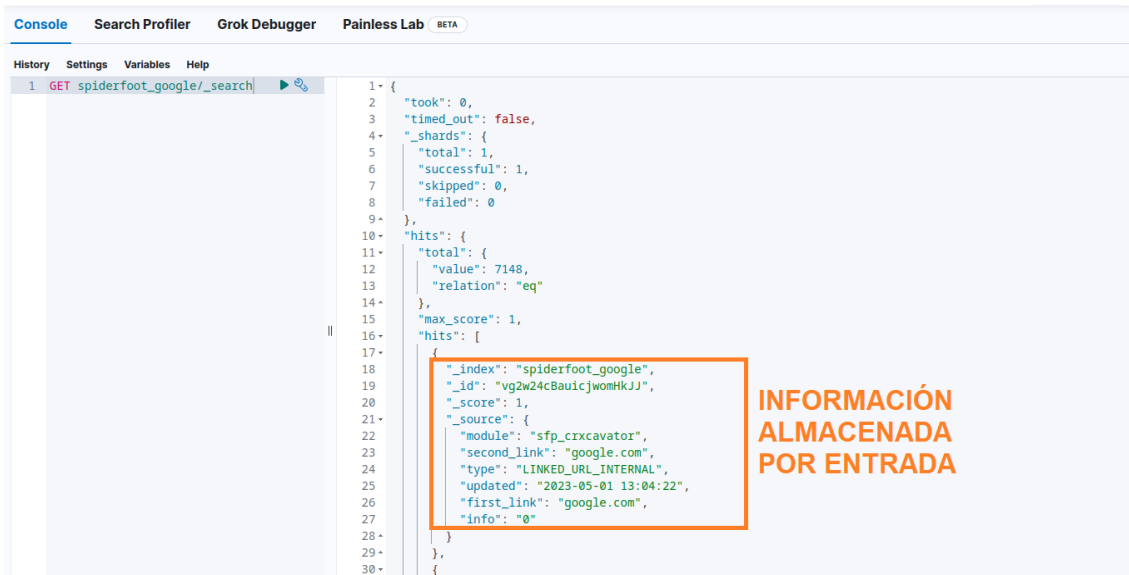 Console Search Profiler Grok Debugger Painless Lab BETA
History Settings Variables Help
1 GET spiderfoot_google/_search
1 {
2 "took": 0,
3 "timed_out": false,
4 "_shards": {
5 "total": 1,
6 "successful": 1,
7 "skipped": 0,
8 "failed": 0
9 },
10 "hits": {
11 "total": {
12 "value": 7148,
13 "relation": "eq"
14 },
15 "max_score": 1,
16 "hits": [
17 {
18 "_index": "spiderfoot_google",
19 "_id": "vg2w24cBauicjwomHkJJ",
20 "_score": 1,
21 "_source": {
22 "module": "sfp_crxcavator",
23 "second_link": "google.com",
24 "type": "LINKED_URL_INTERNAL",
25 "updated": "2023-05-01 13:04:22",
26 "first_link": "google.com",
27 "info": "0"
28 }
29 },
30 {
INFORMACIÓN
ALMACENADA
POR ENTRADA